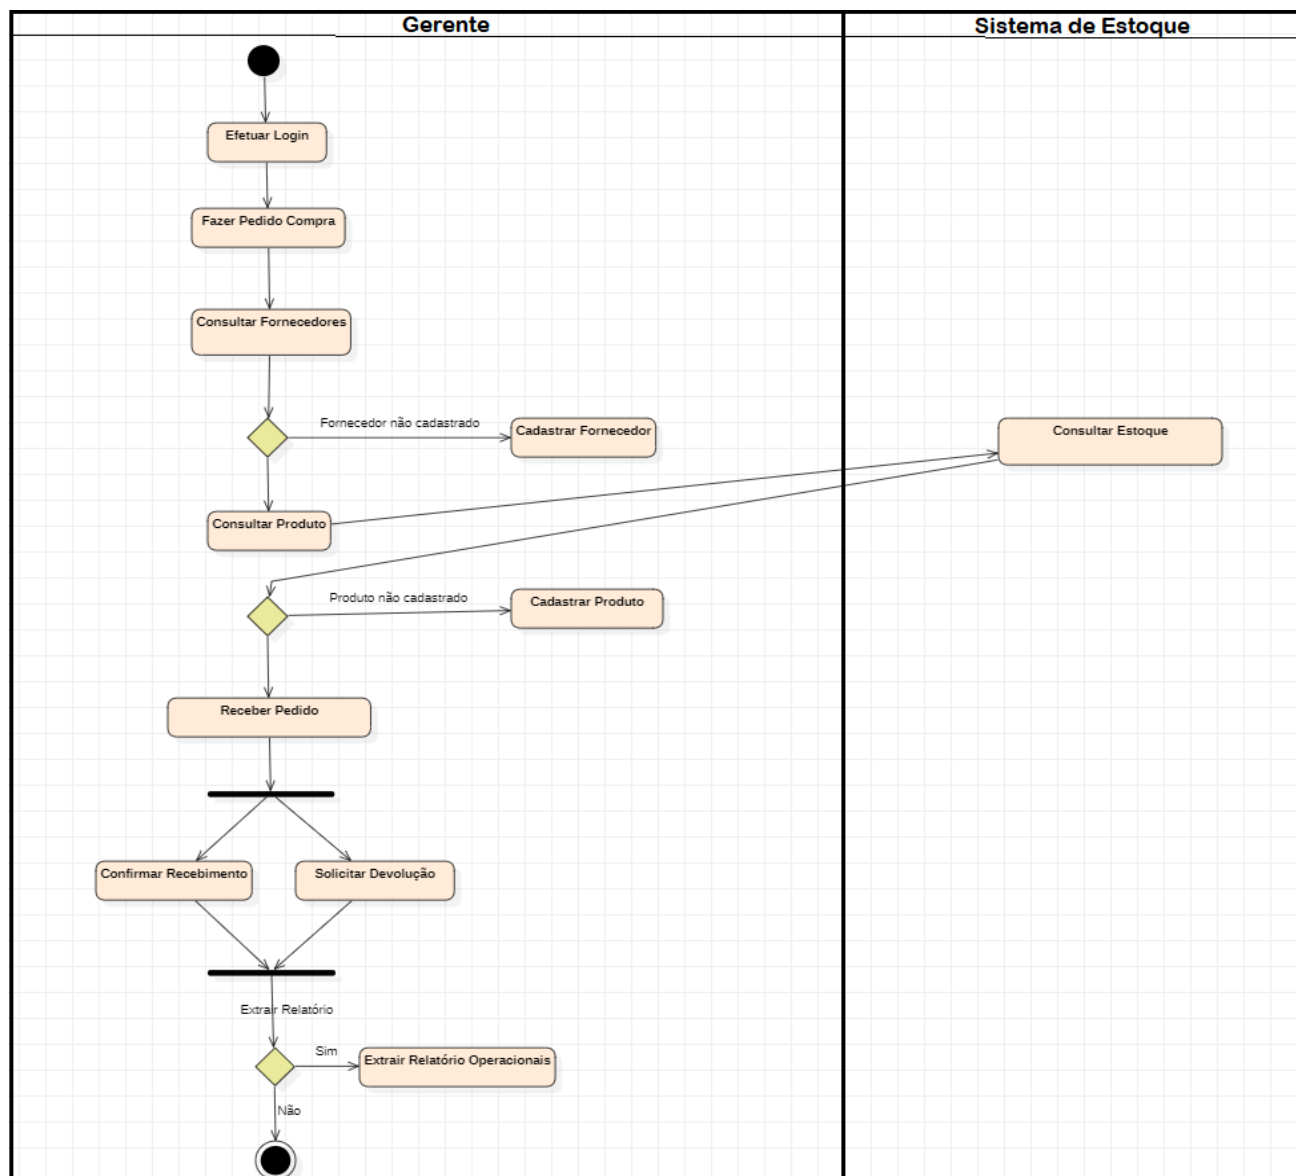 Gerente
Sistema de Estoque
Efetuar Login
Fazer Pedido Compra
Consultar Fornecedores
Fornecedor não cadastrado
Cadastrar Fornecedor
Consultar Estoque
Consultar Produto
Produto não cadastrado
Cadastrar Produto
Receber Pedido
Confirmar Recebimento
Solicitar Devolução
Extrair Relatório
Sim
Extrair Relatório Operacionais
Não